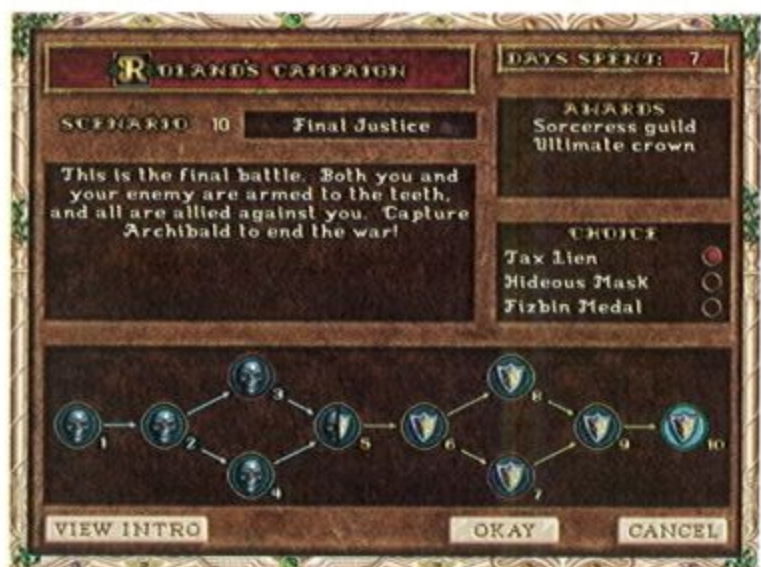 ROLAND'S CAMPAIGN
SCENARIO 10 Final Justice
This is the final battle. Both you and
your enemy are armed to the teeth,
and all are allied against you. Capture
Archibald to end the war!
DAYS SPENT: 7
AWARDS
Sorceress guild
Ultimate crown
CHOICE
Tax Lien
Hideous Mask
Fizbin Medal
1
2
3
4
5
6
8
7
9
10
VIEW INTRO
OKAY
CANCEL